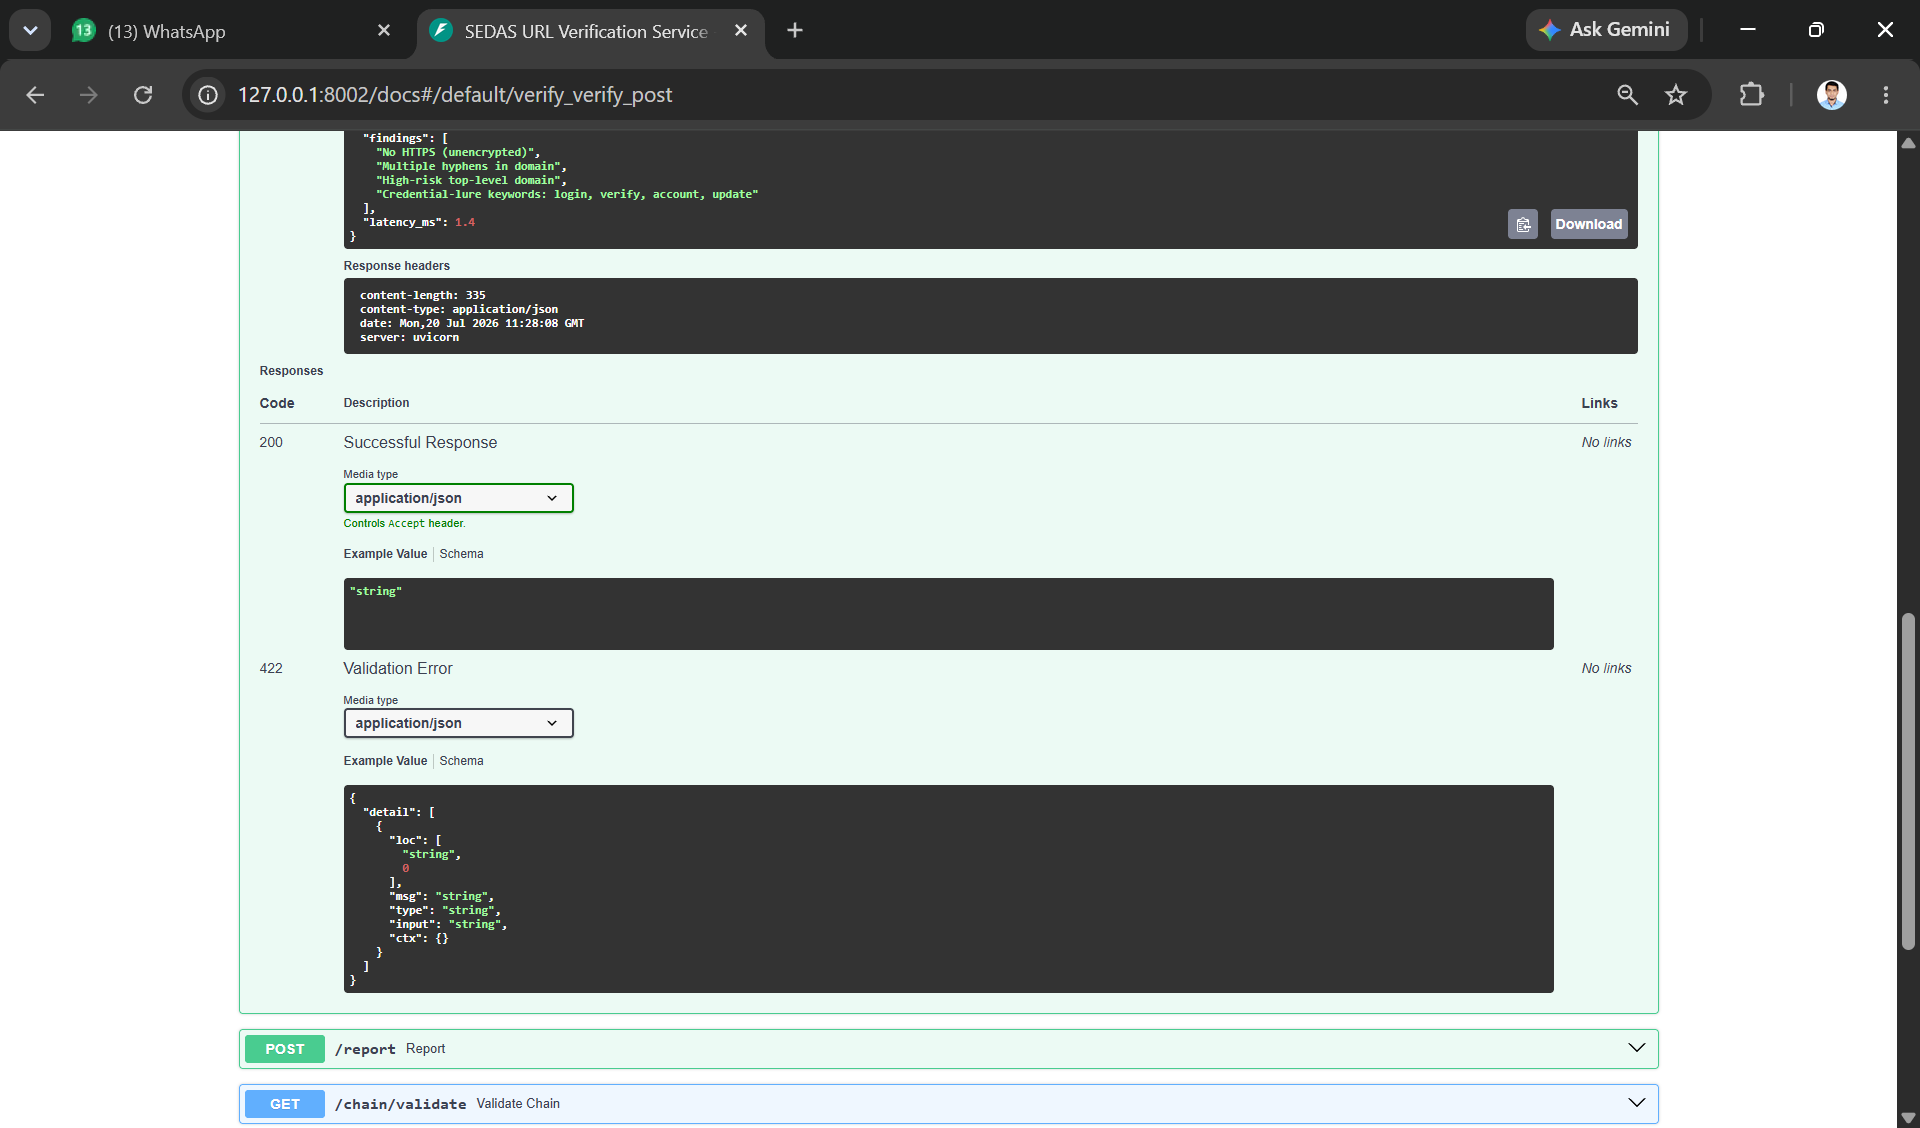 13 (13) WhatsApp
SEDAS URL Verification Service
Ask Gemini
127.0.0.1:8002/docs#/default/verify_verify_post
"findings": [
"No HTTPS (unencrypted)",
"Multiple hyphens in domain",
"High-risk top-level domain",
"Credential-lure keywords: login, verify, account, update"
],
"latency_ms": 1.4
}
Download
Response headers
content-length: 335
content-type: application/json
date: Mon,20 Jul 2026 11:28:08 GMT
server: uvicorn
Responses
Code Description Links
200 Successful Response No links
Media type
application/json
Controls Accept header.
Example Value Schema
"string"
422 Validation Error No links
Media type
application/json
Example Value Schema
{
"detail": [
{
"loc": [
"string",
0
],
"msg": "string",
"type": "string",
"input": "string",
"ctx": {}
}
]
}
POST /report Report
GET /chain/validate Validate Chain